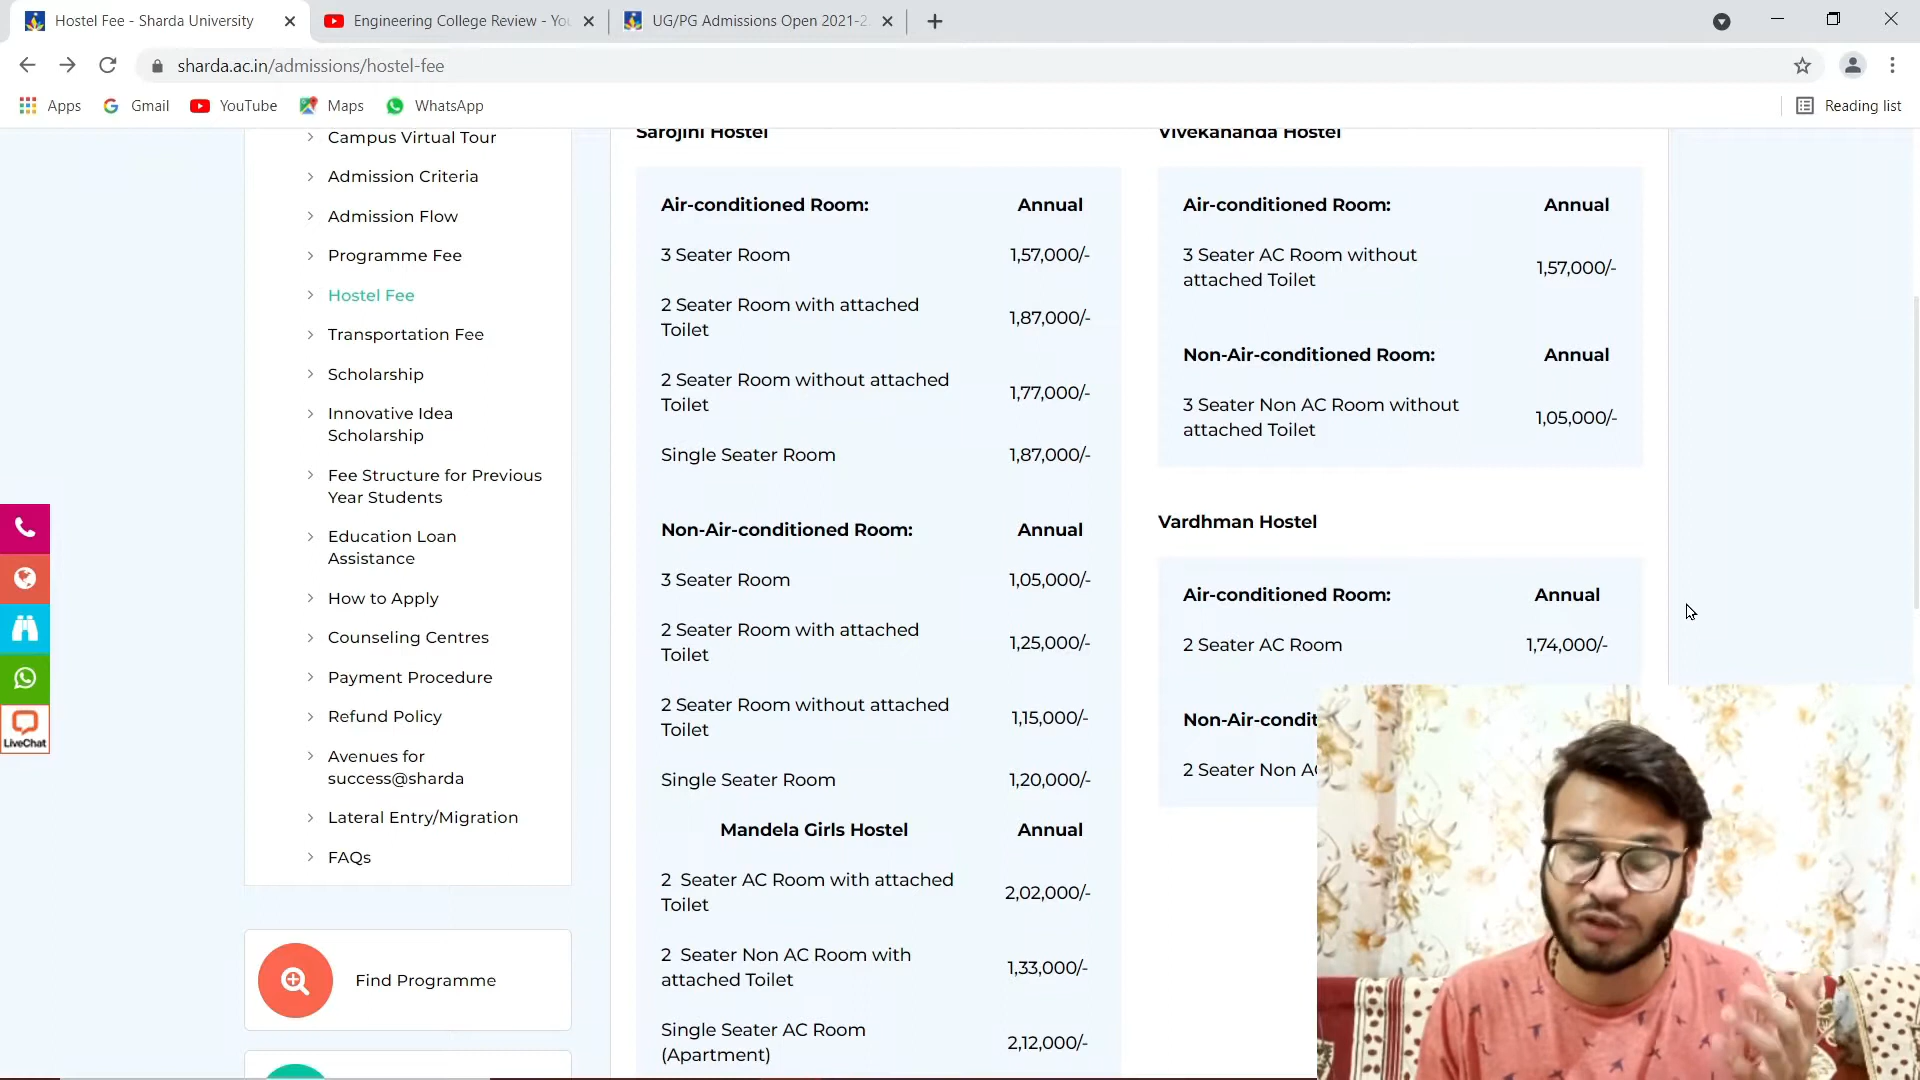 Hostel Fee - Sharda University
Engineering College Review - You
UG/PG Admissions Open 2021-2
sharda.ac.in/admissions/hostel-fee
Apps
Gmail
YouTube
Maps
WhatsApp
Reading list
Campus Virtual Tour
Admission Criteria
Admission Flow
Programme Fee
Hostel Fee
Transportation Fee
Scholarship
Innovative Idea
Scholarship
Fee Structure for Previous
Year Students
Education Loan
Assistance
How to Apply
Counseling Centres
Payment Procedure
Refund Policy
Avenues for
success@sharda
Lateral Entry/Migration
FAQs
Find Programme
LiveChat
Sarojini Hostel
Air-conditioned Room: Annual
3 Seater Room 1,57,000/-
2 Seater Room with attached
Toilet 1,87,000/-
2 Seater Room without attached
Toilet 1,77,000/-
Single Seater Room 1,87,000/-
Non-Air-conditioned Room: Annual
3 Seater Room 1,05,000/-
2 Seater Room with attached
Toilet 1,25,000/-
2 Seater Room without attached
Toilet 1,15,000/-
Single Seater Room 1,20,000/-
Mandela Girls Hostel Annual
2 Seater AC Room with attached
Toilet 2,02,000/-
2 Seater Non AC Room with
attached Toilet 1,33,000/-
Single Seater AC Room
(Apartment) 2,12,000/-
Vivekananda Hostel
Air-conditioned Room: Annual
3 Seater AC Room without
attached Toilet 1,57,000/-
Non-Air-conditioned Room: Annual
3 Seater Non AC Room without
attached Toilet 1,05,000/-
Vardhman Hostel
Air-conditioned Room: Annual
2 Seater AC Room 1,74,000/-
Non-Air-condit
2 Seater Non AC